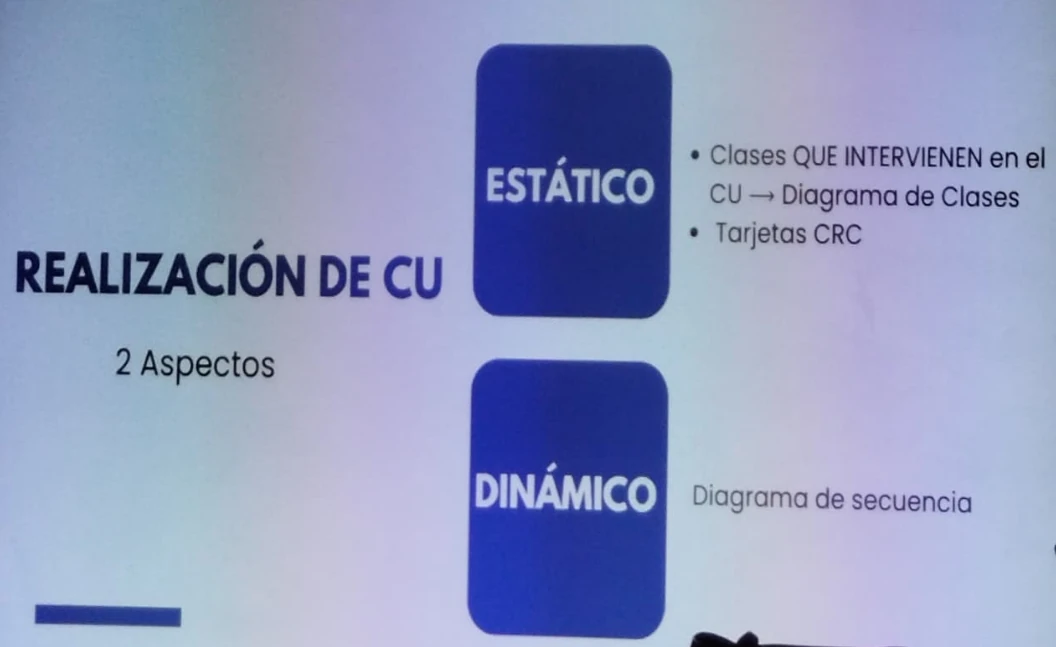 REALIZACIÓN DE CU
2 Aspectos
ESTÁTICO
• Clases QUE INTERVIENEN en el
CU → Diagrama de Clases
• Tarjetas CRC
DINÁMICO
Diagrama de secuencia